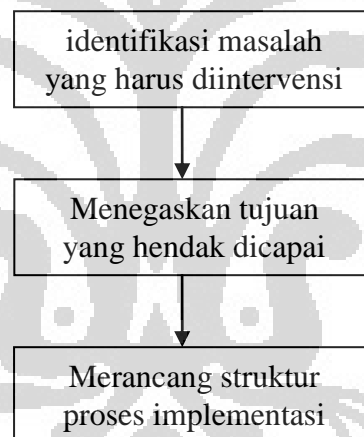 identifikasi masalah
yang harus diintervensi
Menegaskan tujuan
yang hendak dicapai
Merancang struktur
proses implementasi